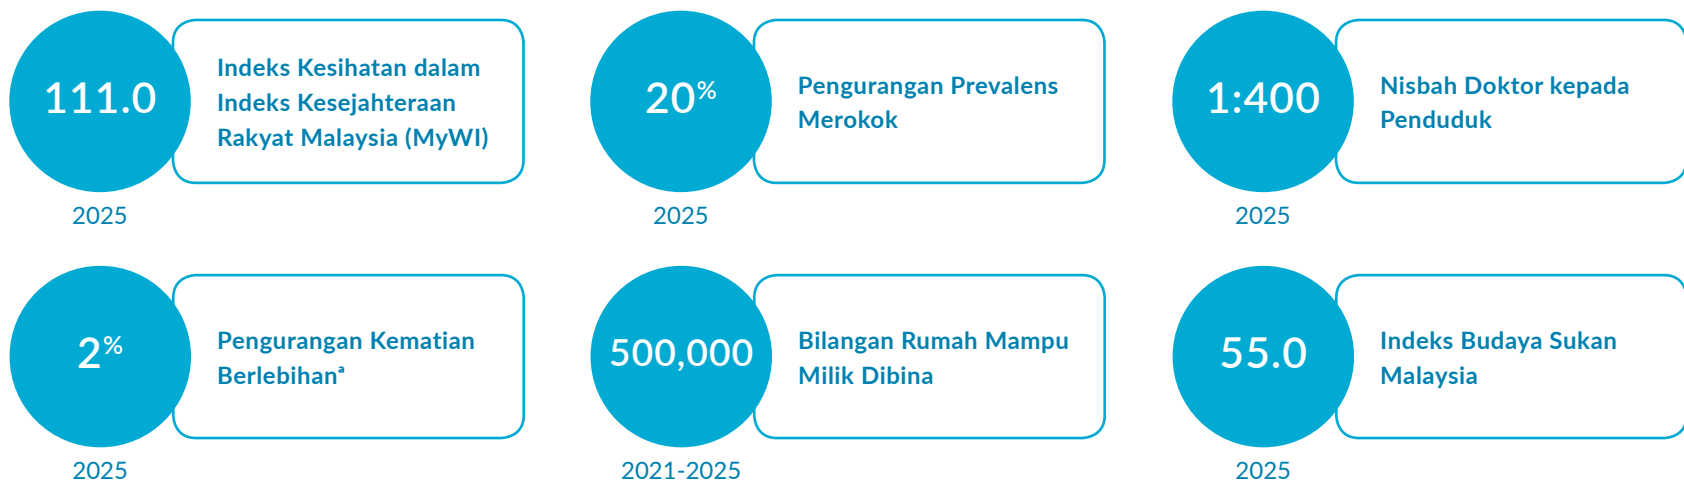 111.0
Indeks Kesihatan dalam
Indeks Kesejahteraan
Rakyat Malaysia (MyWI)
2025
20%
Pengurangan Prevalens
Merokok
2025
1:400
Nisbah Doktor kepada
Penduduk
2025
2%
Pengurangan Kematian
Berlebihanª
2025
500,000
Bilangan Rumah Mampu
Milik Dibina
2021-2025
55.0
Indeks Budaya Sukan
Malaysia
2025